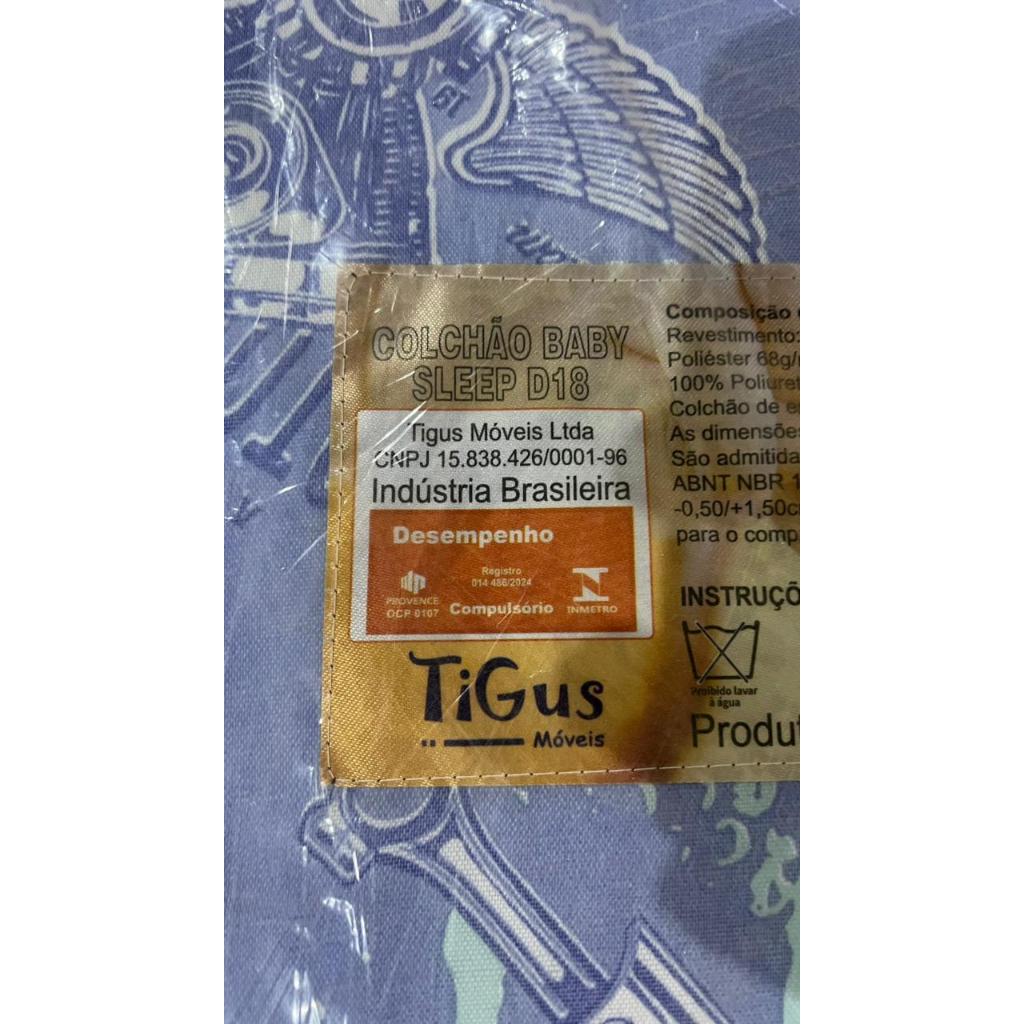 COLCHÃO BABY
SLEEP D18
Tigus Móveis Ltda
CNPJ 15.838.426/0001-96
Indústria Brasileira
Desempenho
Registro
014 486/2024
PROVENCE
OCP 0107
Compulsório
INMETRO
TiGus
Móveis
Composição
Revestimento:
Poliéster 68g/
100% Poliuret
Colchão de e
As dimensõe
São admitida
ABNT NBR 1
-0,50/+1,50c
para o comp
INSTRUÇÕ
Proibido lavar
à água
Produt